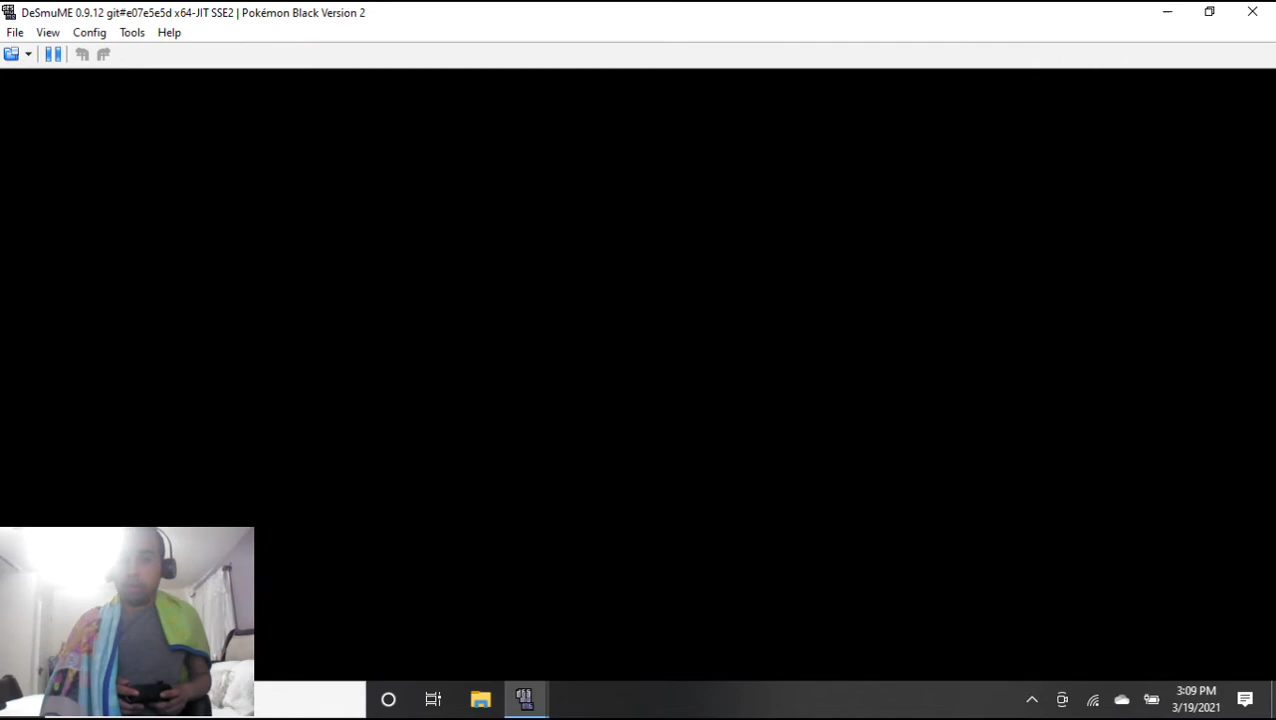 DeSmuME 0.9.12 git#e07e5e5d x64-JIT SSE2 | Pokémon Black Version 2
File View Config Tools Help
3:09 PM
3/19/2021